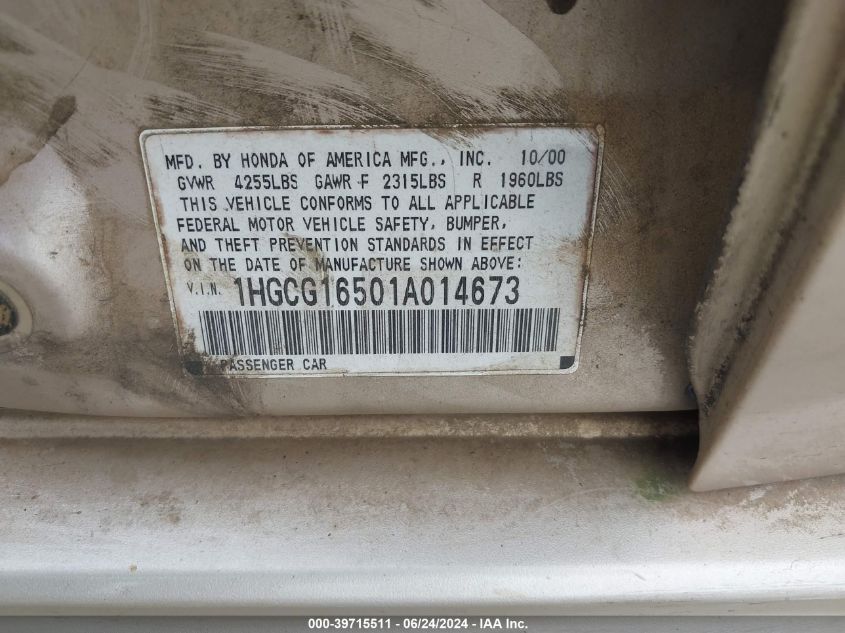 MFD. BY HONDA OF AMERICA MFG., INC. 10/00
GVWR 4255LBS GAWR F 2315LBS R 1960LBS
THIS VEHICLE CONFORMS TO ALL APPLICABLE
FEDERAL MOTOR VEHICLE SAFETY, BUMPER,
AND THEFT PREVENTION STANDARDS IN EFFECT
ON THE DATE OF MANUFACTURE SHOWN ABOVE:
V.I.N. 1HGCG16501A014673
PASSENGER CAR
000-39715511 - 06/24/2024 - IAA Inc.